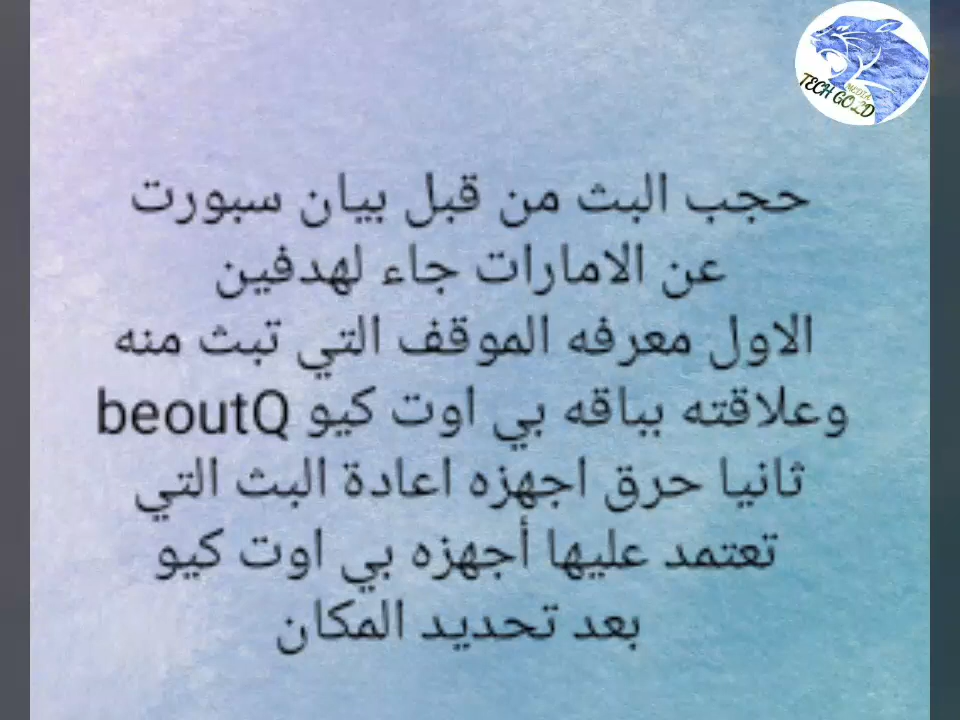 TECH GOLD
MEDIA
حجب البث من قبل بيان سبورت
عن الامارات جاء لهدفين
الاول معرفه الموقف التي تبث منه
وعلاقته بباقه بي اوت كيو beoutQ
ثانيا حرق اجهزه اعادة البث التي
تعتمد عليها أجهزه بي اوت كيو
بعد تحديد المكان